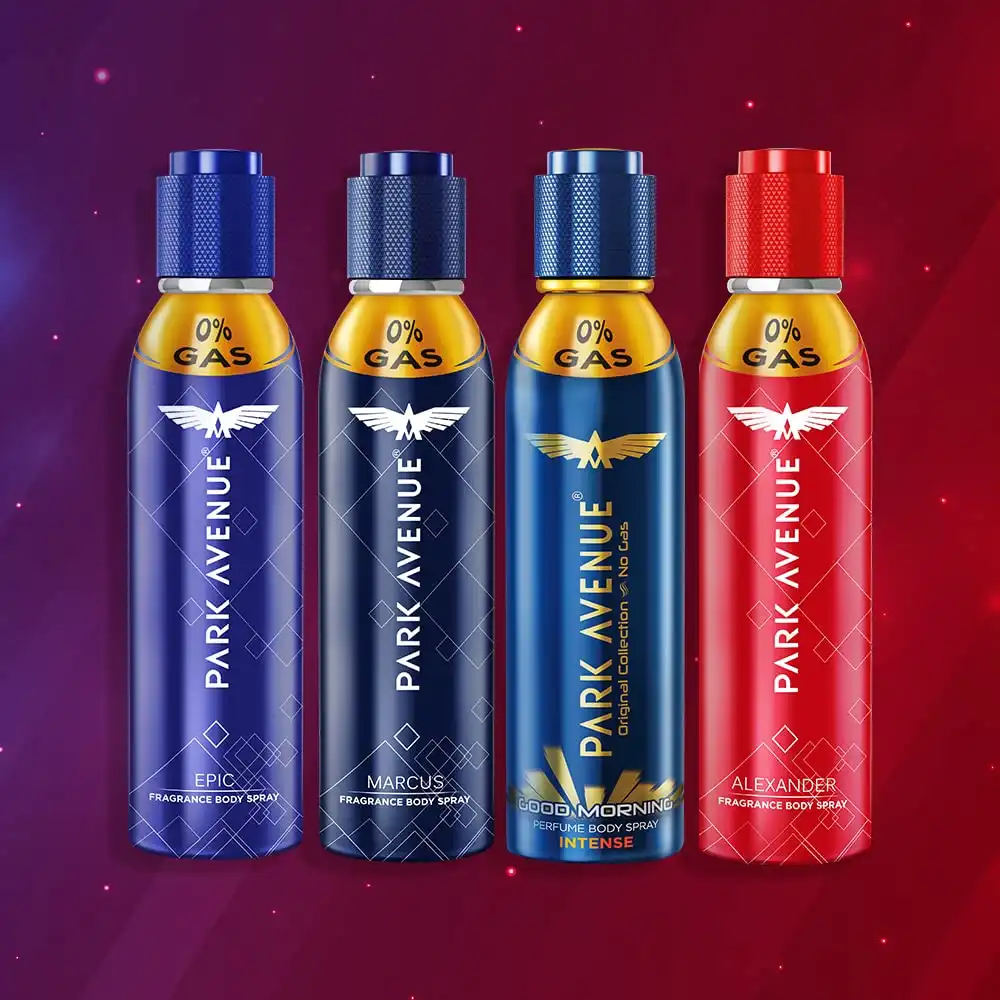 0%
GAS
PARK AVENUE®
EPIC
FRAGRANCE BODY SPRAY
0%
GAS
PARK AVENUE®
MARCUS
FRAGRANCE BODY SPRAY
0%
GAS
PARK AVENUE®
Original Collection No Gas
GOOD MORNING
PERFUME BODY SPRAY
INTENSE
0%
GAS
PARK AVENUE®
ALEXANDER
FRAGRANCE BODY SPRAY